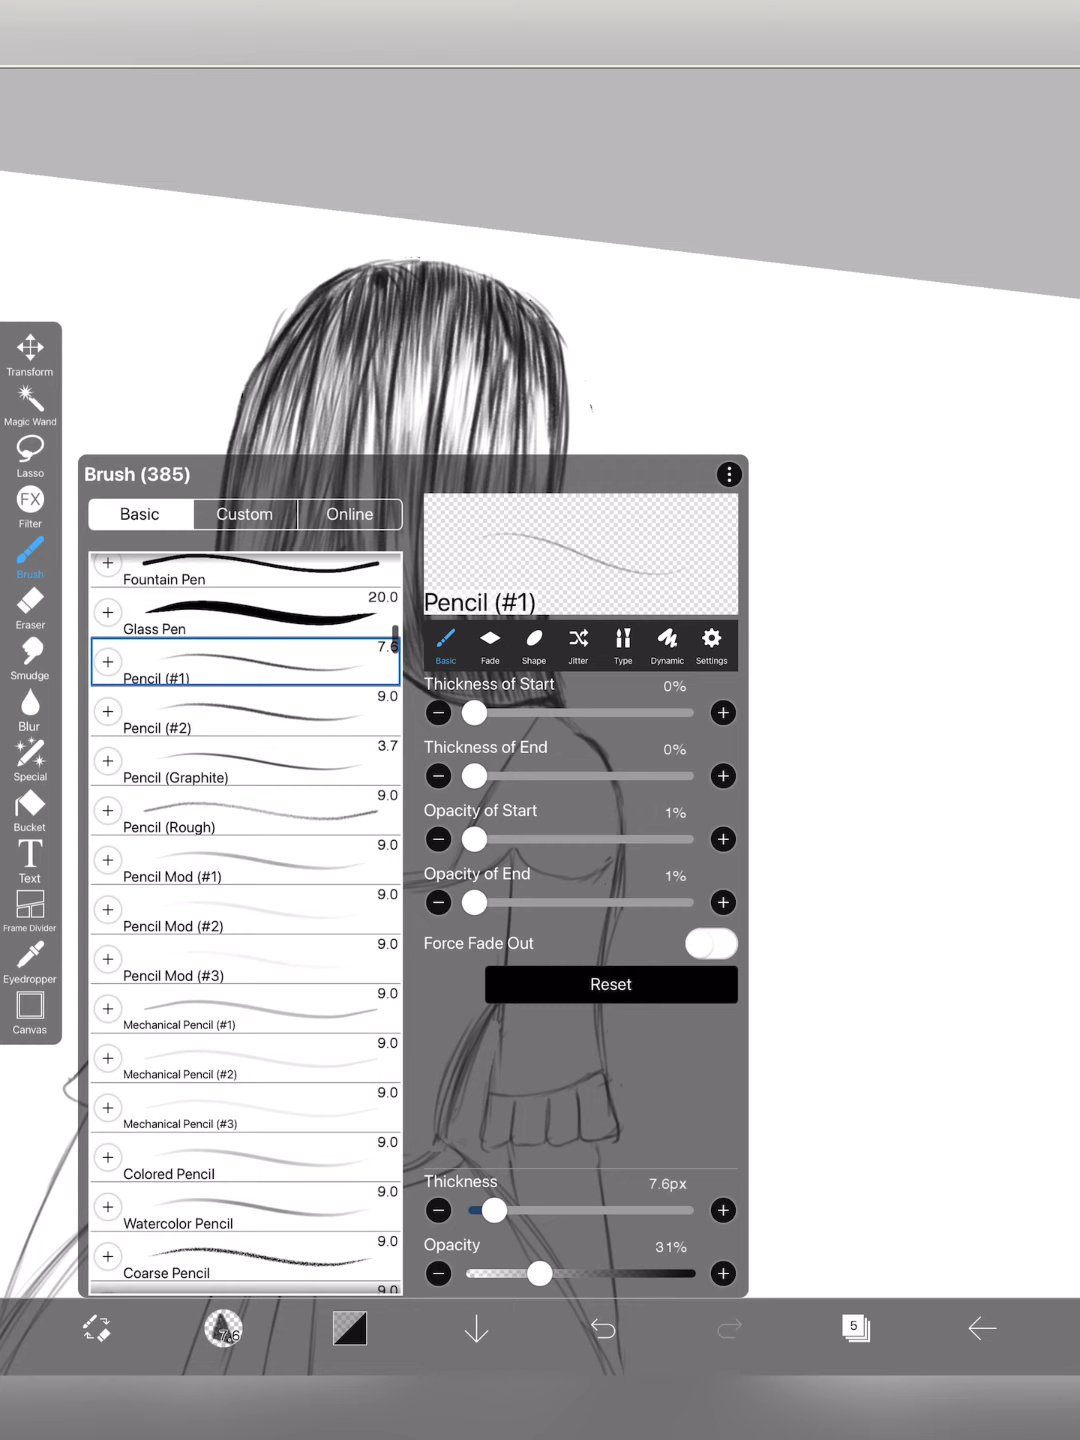 Transform
Magic Wand
Lasso
FX
Filter
Brush
Eraser
Smudge
Blur
Special
Bucket
T
Text
Frame Divider
Eyedropper
Canvas
Brush (385)
Basic Custom Online
Fountain Pen
20.0
Glass Pen
7.6
Pencil (#1)
9.0
Pencil (#2)
3.7
Pencil (Graphite)
9.0
Pencil (Rough)
9.0
Pencil Mod (#1)
9.0
Pencil Mod (#2)
9.0
Pencil Mod (#3)
9.0
Mechanical Pencil (#1)
9.0
Mechanical Pencil (#2)
9.0
Mechanical Pencil (#3)
9.0
Colored Pencil
9.0
Watercolor Pencil
9.0
Coarse Pencil
9.0
Pencil (#1)
Basic Fade Shape Jitter Type Dynamic Settings
Thickness of Start 0%
Thickness of End 0%
Opacity of Start 1%
Opacity of End 1%
Force Fade Out
Reset
Thickness 7.6px
Opacity 31%
7.6
5